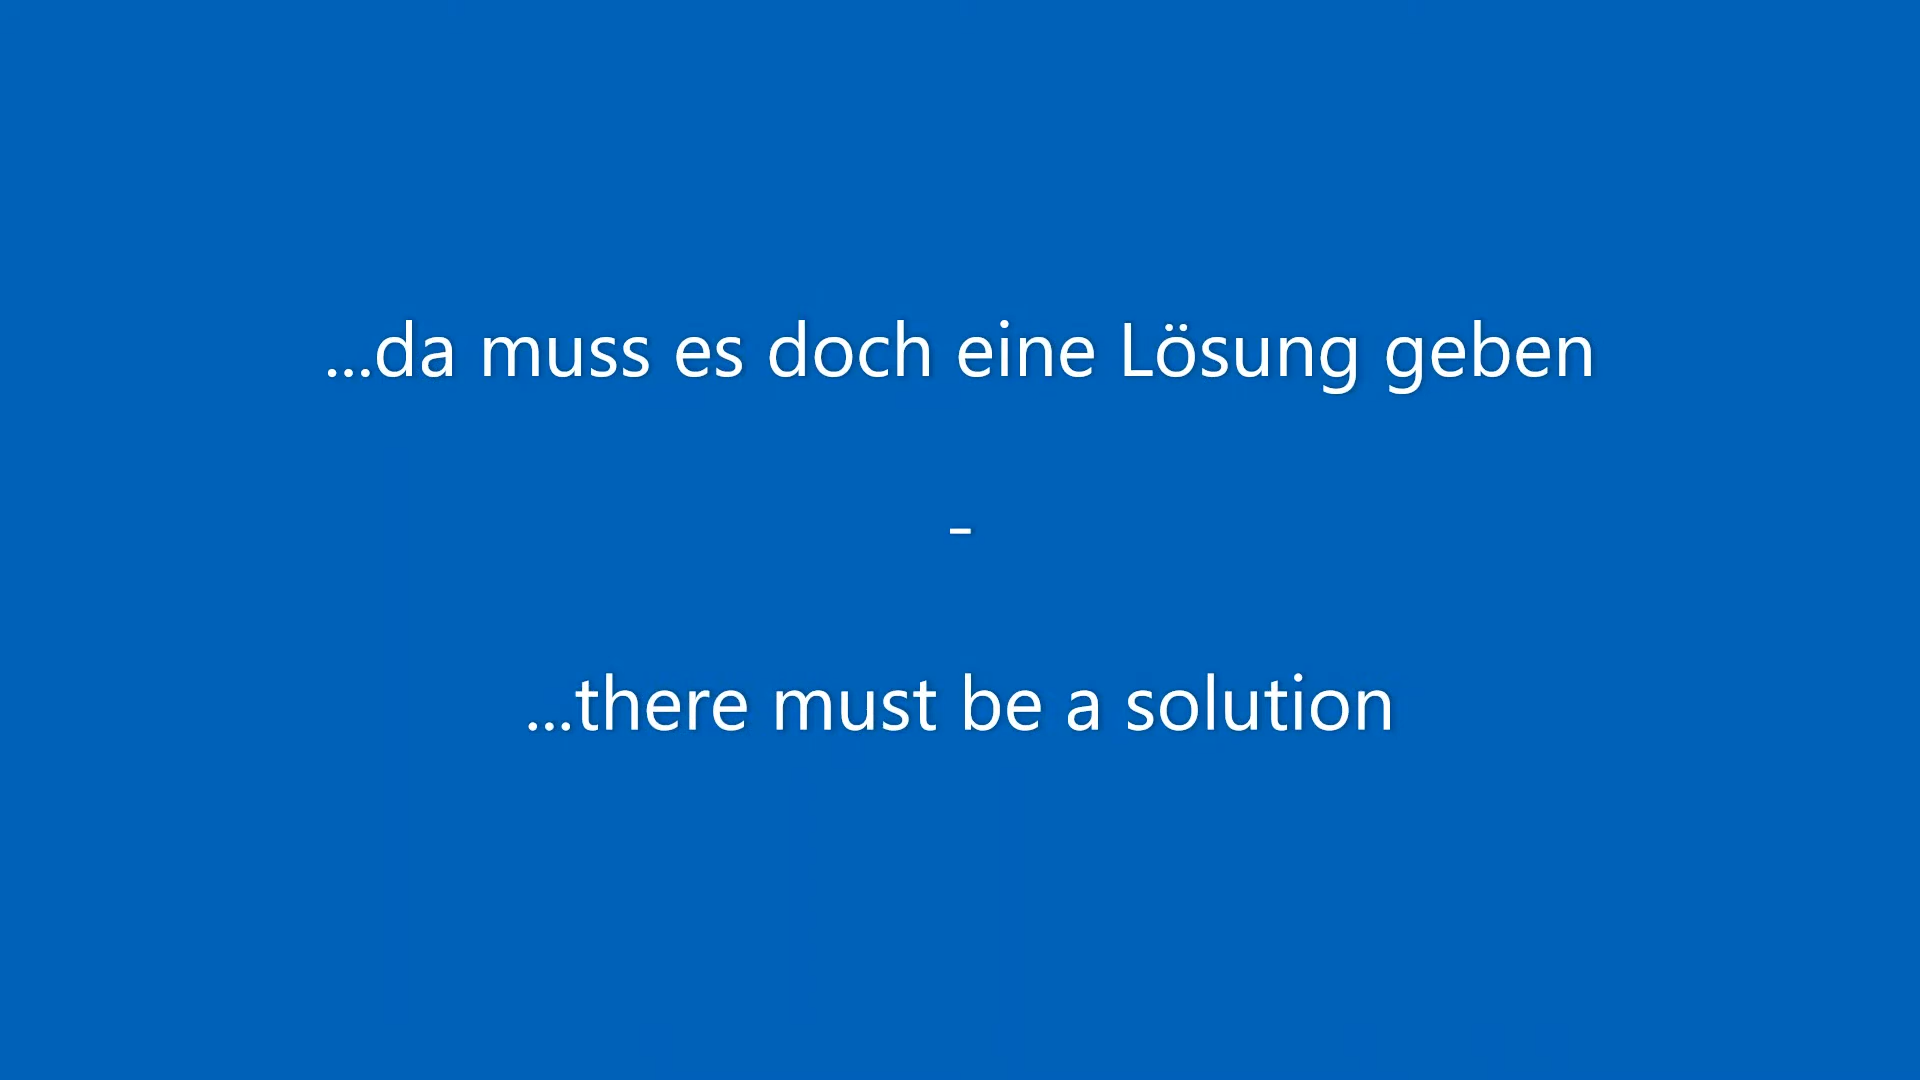 ...da muss es doch eine Lösung geben
-
...there must be a solution